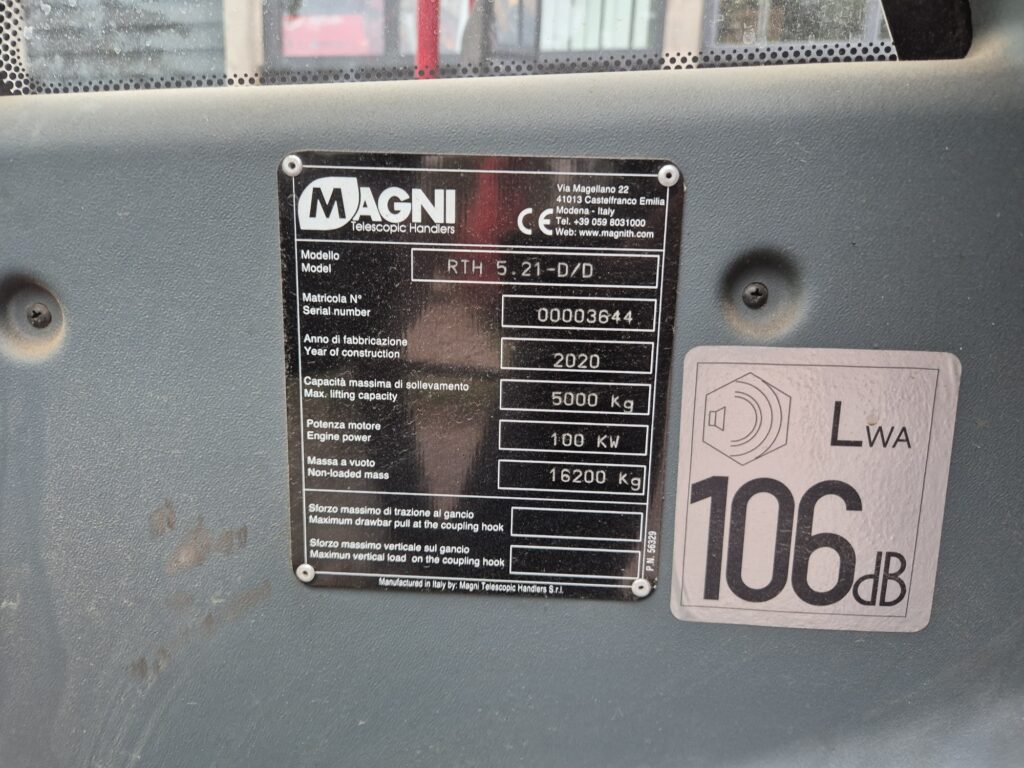 MAGNI
Telescopic Handlers
CE
Via Magellano 22
41013 Castelfranco Emilia
Modena - Italy
Tel. +39 059 8031000
Web: www.magnith.com
Modello
Model
RTH 5.21-D/D
Matricola N°
Serial number
00003644
Anno di fabbricazione
Year of construction
2020
Capacità massima di sollevamento
Max. lifting capacity
5000 Kg
Potenza motore
Engine power
100 KW
Massa a vuoto
Non-loaded mass
16200 Kg
Sforzo massimo di trazione al gancio
Maximum drawbar pull at the coupling hook
Sforzo massimo verticale sul gancio
Maximun vertical load on the coupling hook
P.N. 56329
Manufactured in Italy by: Magni Telescopic Handlers S.r.l.
LWA
106dB